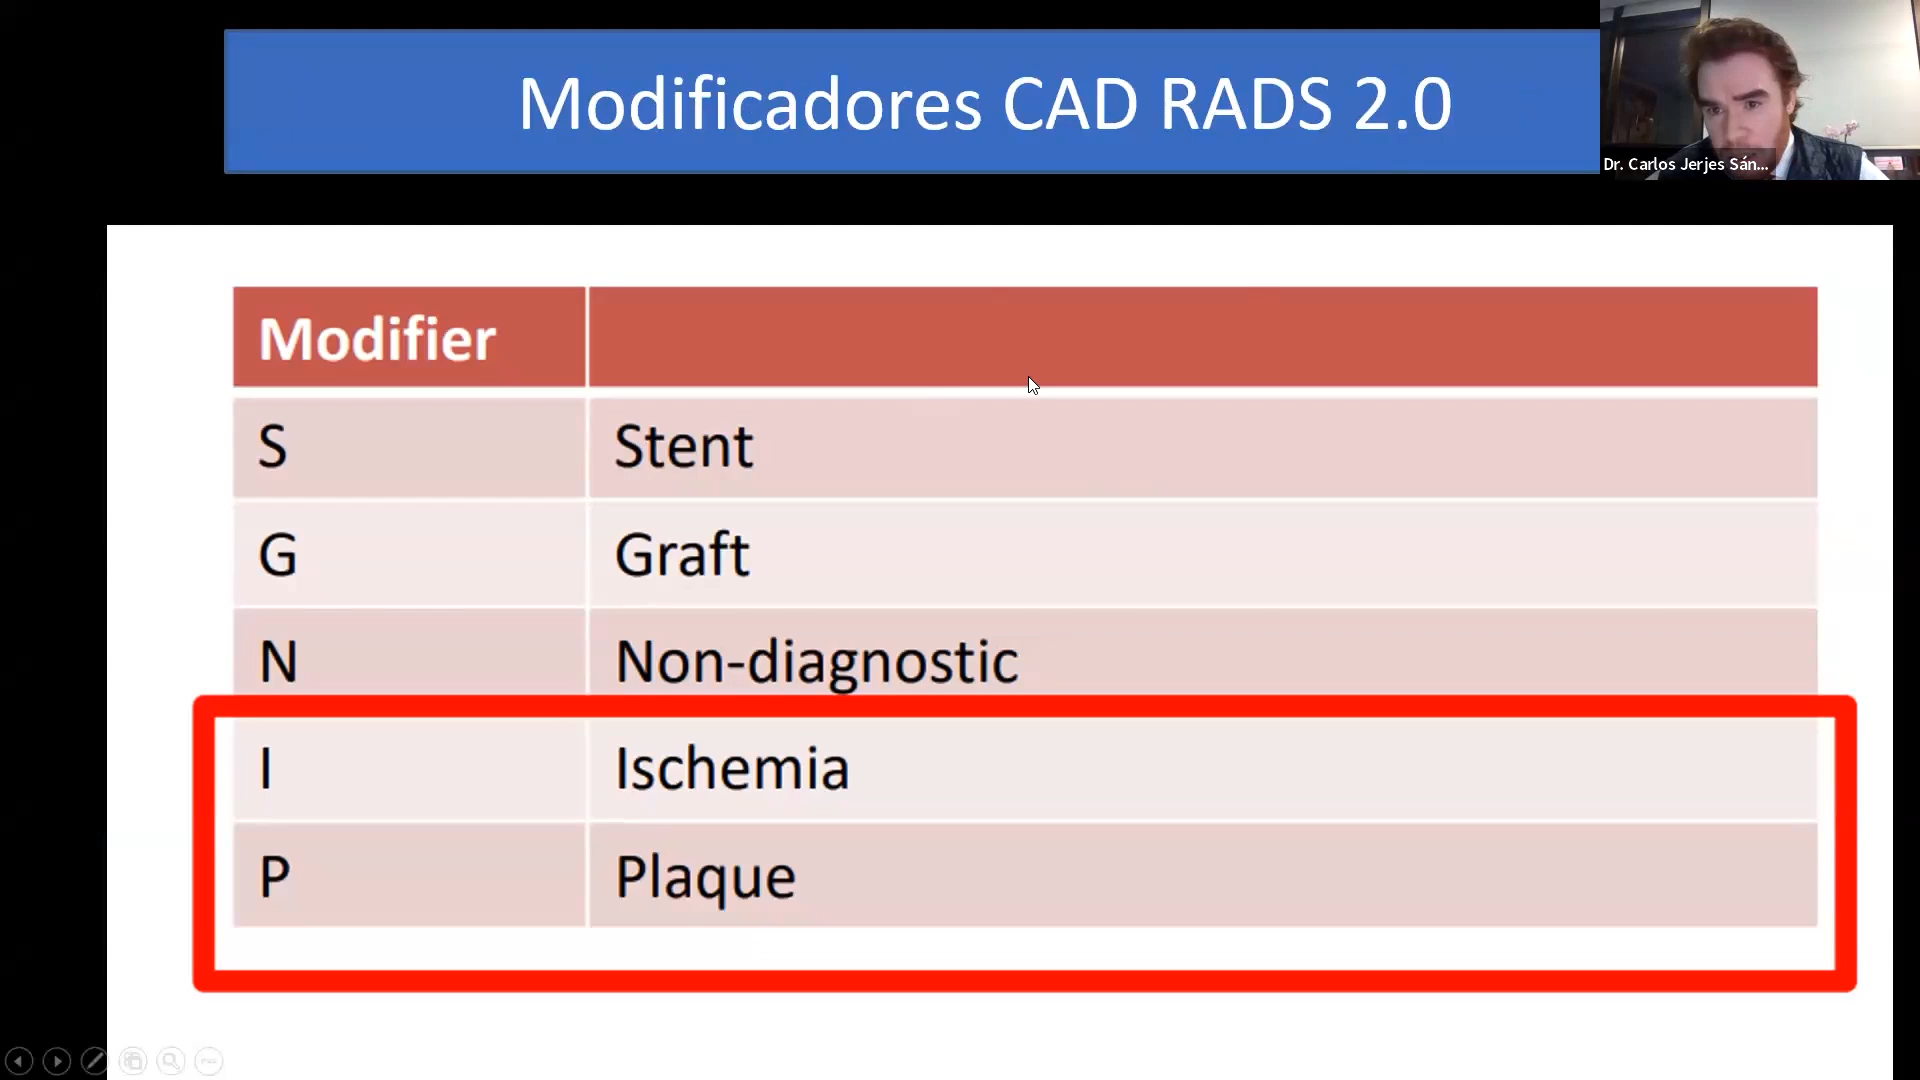 Modificadores CAD RADS 2.0
Dr. Carlos Jerjes Sán...
Modifier
S Stent
G Graft
N Non-diagnostic
I Ischemia
P Plaque